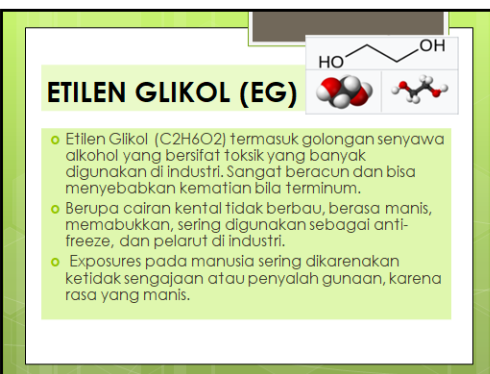 HO
OH
ETILEN GLIKOL (EG)
Etilen Glikol (C2H6O2) termasuk golongan senyawa
alkohol yang bersifat toksik yang banyak
digunakan di industri. Sangat beracun dan bisa
menyebabkan kematian bila terminum.
Berupa cairan kental tidak berbau, berasa manis,
memabukkan, sering digunakan sebagai anti-
freeze, dan pelarut di industri.
Exposures pada manusia sering dikarenakan
ketidak sengajaan atau penyalah gunaan, karena
rasa yang manis.